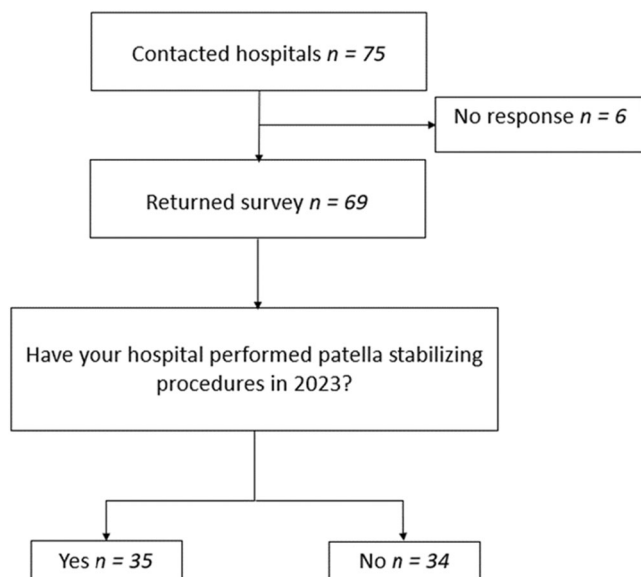 Contacted hospitals n = 75
No response n = 6
Returned survey n = 69
Have your hospital performed patella stabilizing
procedures in 2023?
Yes n = 35
No n = 34